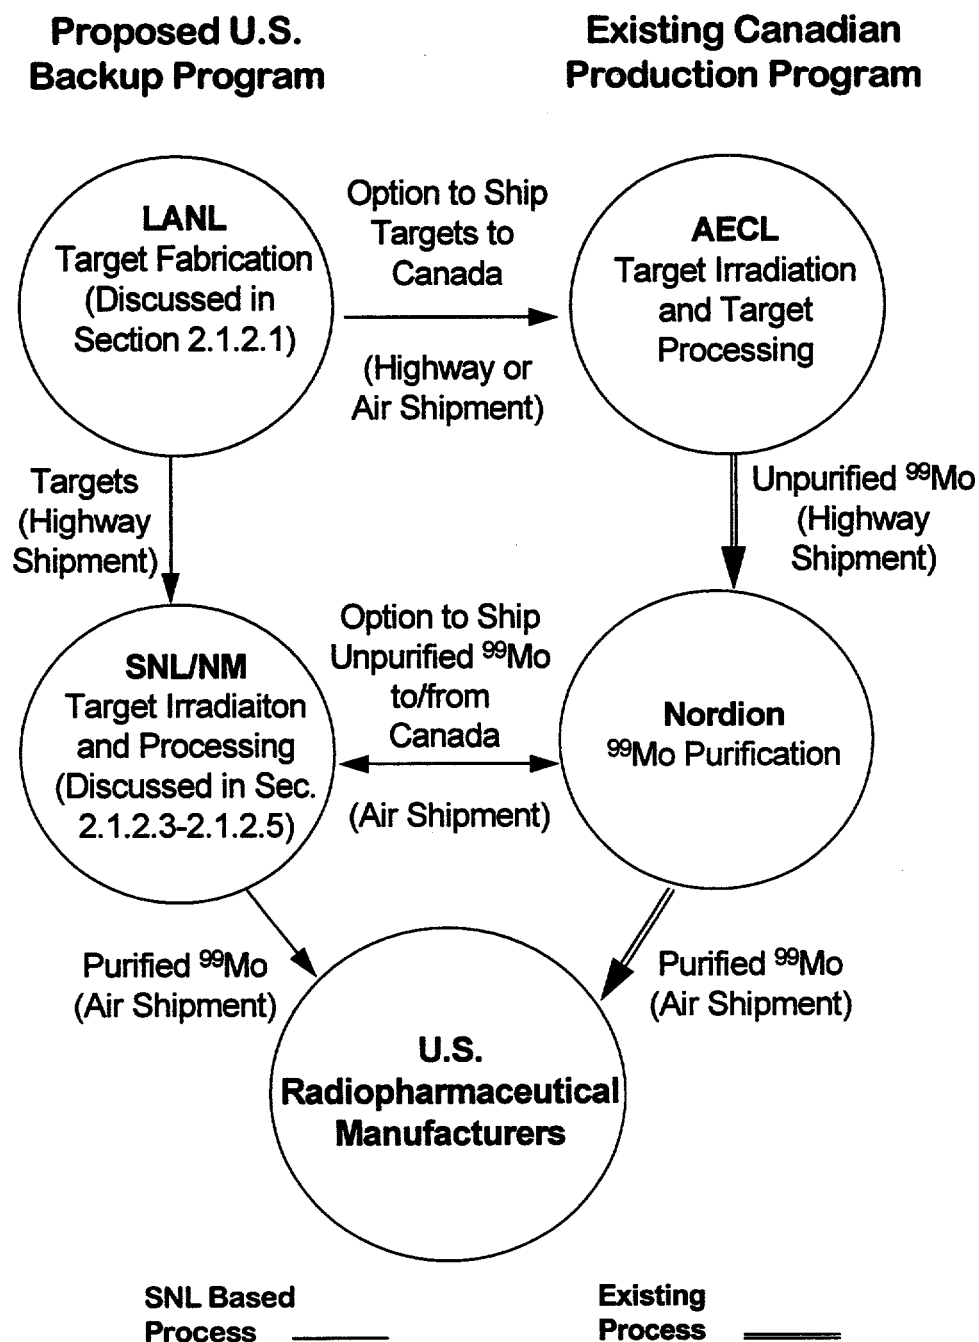 Proposed U.S.
Backup Program
Existing Canadian
Production Program
LANL
Target Fabrication
(Discussed in
Section 2.1.2.1)
Option to Ship
Targets to
Canada
(Highway or
Air Shipment)
AECL
Target Irradiation
and Target
Processing
Targets
(Highway
Shipment)
Unpurified ⁹⁹Mo
(Highway
Shipment)
SNL/NM
Target Irradiaiton
and Processing
(Discussed in Sec.
2.1.2.3-2.1.2.5)
Option to Ship
Unpurified ⁹⁹Mo
to/from
Canada
(Air Shipment)
Nordion
⁹⁹Mo Purification
Purified ⁹⁹Mo
(Air Shipment)
Purified ⁹⁹Mo
(Air Shipment)
U.S.
Radiopharmaceutical
Manufacturers
SNL Based
Process
Existing
Process